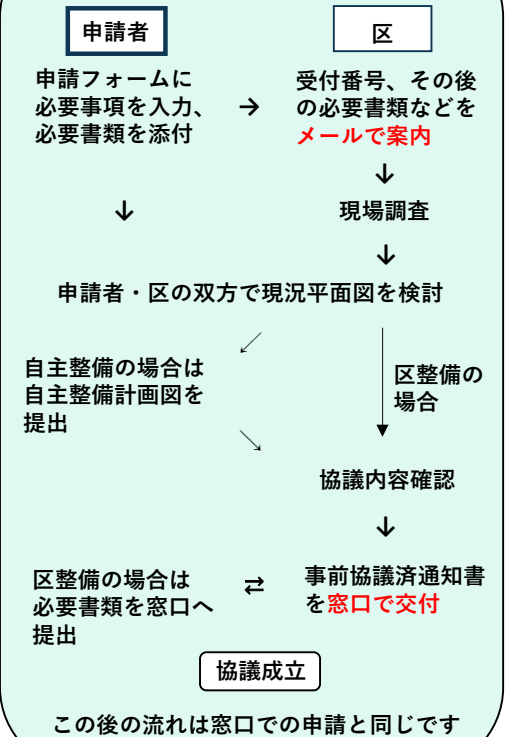 申請者
区
申請フォームに
必要事項を入力、
必要書類を添付
→
受付番号、その後
の必要書類などを
メールで案内
↓
↓
現場調査
↓
申請者・区の双方で現況平面図を検討
↙
自主整備の場合は
自主整備計画図を
提出
↘
区整備の
場合
↓
協議内容確認
↓
区整備の場合は
必要書類を窓口へ
提出
⇄
事前協議済通知書
を窓口で交付
協議成立
この後の流れは窓口での申請と同じです